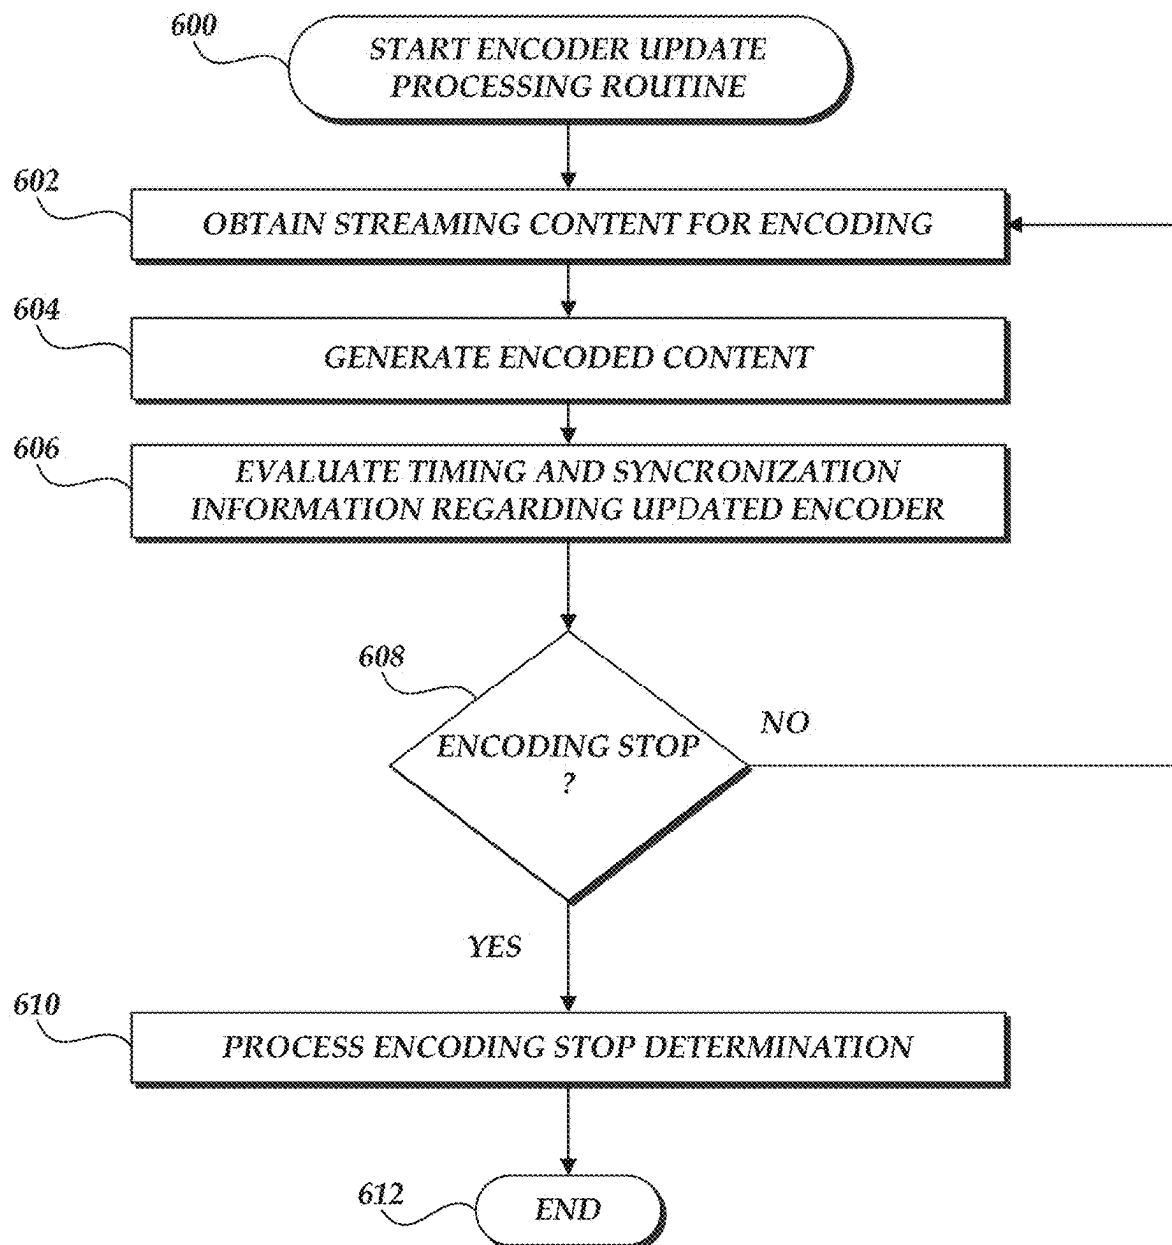 600
START ENCODER UPDATE
PROCESSING ROUTINE
602
OBTAIN STREAMING CONTENT FOR ENCODING
604
GENERATE ENCODED CONTENT
606
EVALUATE TIMING AND SYNCRONIZATION
INFORMATION REGARDING UPDATED ENCODER
608
ENCODING STOP
?
NO
YES
610
PROCESS ENCODING STOP DETERMINATION
612
END